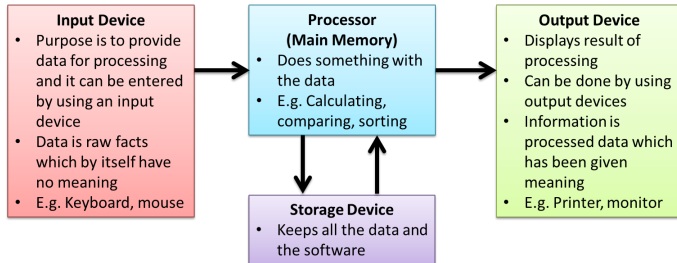 Input Device
• Purpose is to provide
data for processing
and it can be entered
by using an input
device
• Data is raw facts
which by itself have
no meaning
• E.g. Keyboard, mouse
Processor
(Main Memory)
• Does something with
the data
• E.g. Calculating,
comparing, sorting
Storage Device
• Keeps all the data and
the software
Output Device
• Displays result of
processing
• Can be done by using
output devices
• Information is
processed data which
has been given
meaning
• E.g. Printer, monitor